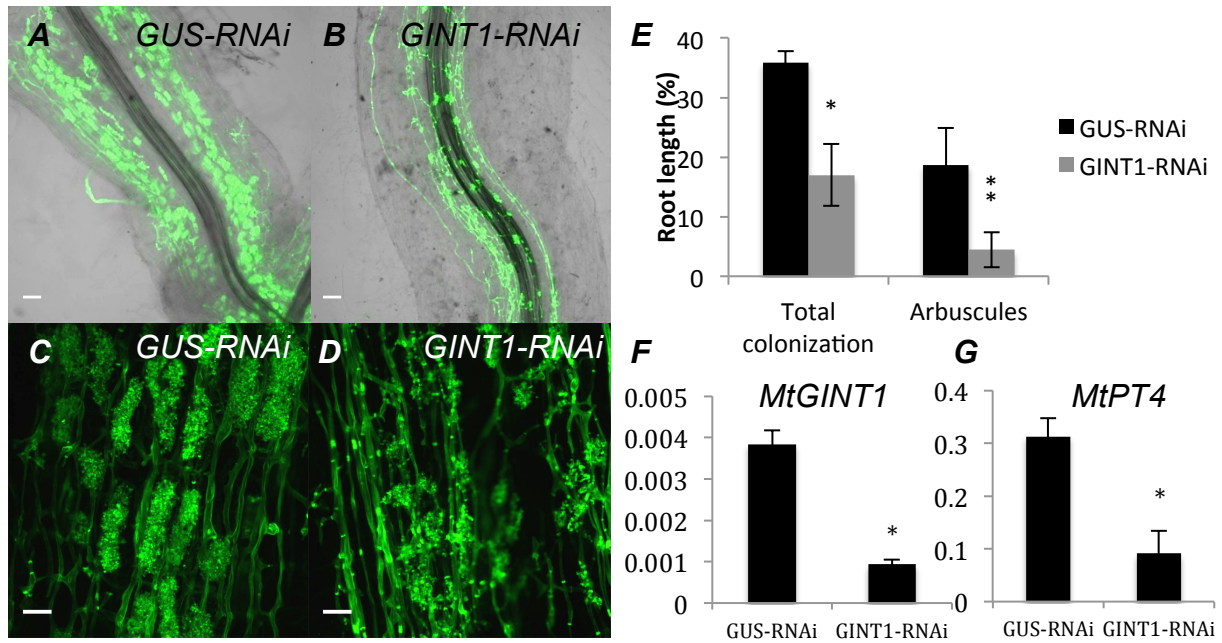 A GUS-RNAi
B GINT1-RNAi
C GUS-RNAi
D GINT1-RNAi
E
Root length (%)
40
30
20
10
0
*
*
*
Total
colonization
Arbuscules
GUS-RNAi
GINT1-RNAi
F
MtGINT1
0.005
0.004
0.003
0.002
0.001
0
*
GUS-RNAi GINT1-RNAi
G
MtPT4
0.4
0.3
0.2
0.1
0
*
GUS-RNAi GINT1-RNAi